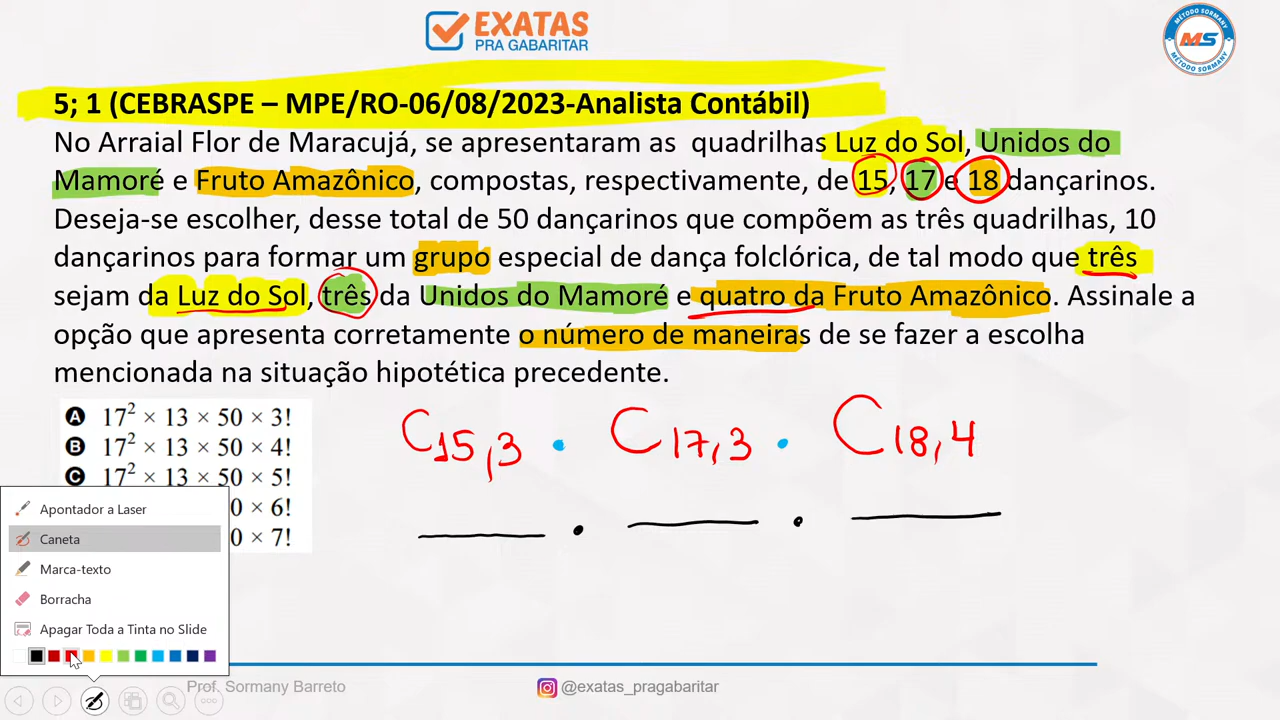 EXATAS
PRA GABARITAR
MÉTODO SORMANY
MS
MÉTODO SORMANY
5; 1 (CEBRASPE – MPE/RO-06/08/2023-Analista Contábil)
No Arraial Flor de Maracujá, se apresentaram as quadrilhas Luz do Sol, Unidos do
Mamoré e Fruto Amazônico, compostas, respectivamente, de 15, 17 e 18 dançarinos.
Deseja-se escolher, desse total de 50 dançarinos que compõem as três quadrilhas, 10
dançarinos para formar um grupo especial de dança folclórica, de tal modo que três
sejam da Luz do Sol, três da Unidos do Mamoré e quatro da Fruto Amazônico. Assinale a
opção que apresenta corretamente o número de maneiras de se fazer a escolha
mencionada na situação hipotética precedente.
A 17² × 13 × 50 × 3!
B 17² × 13 × 50 × 4!
C 17² × 13 × 50 × 5!
0 × 6!
0 × 7!
C15,3 · C17,3 · C18,4
Apontador a Laser
Caneta
Marca-texto
Borracha
Apagar Toda a Tinta no Slide
Prof. Sormany Barreto
@exatas_pragabaritar